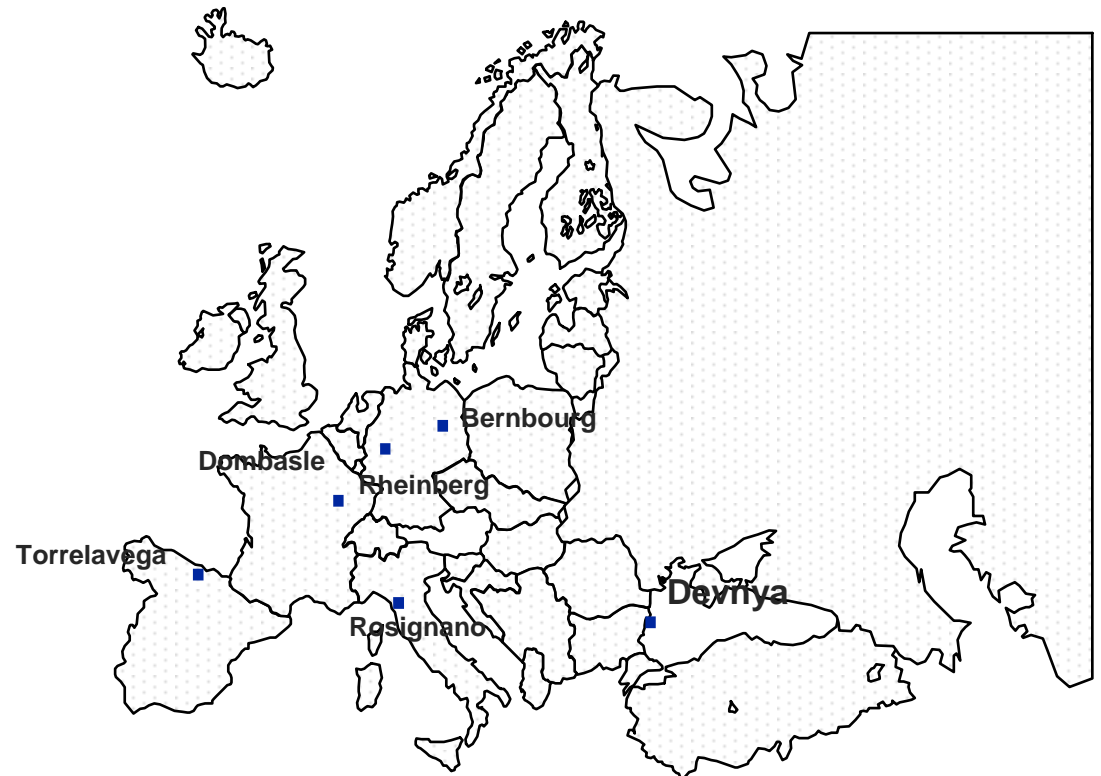 Bernbourg
Dombasle
Rheinberg
Torrelavega
Devnya
Rosignano